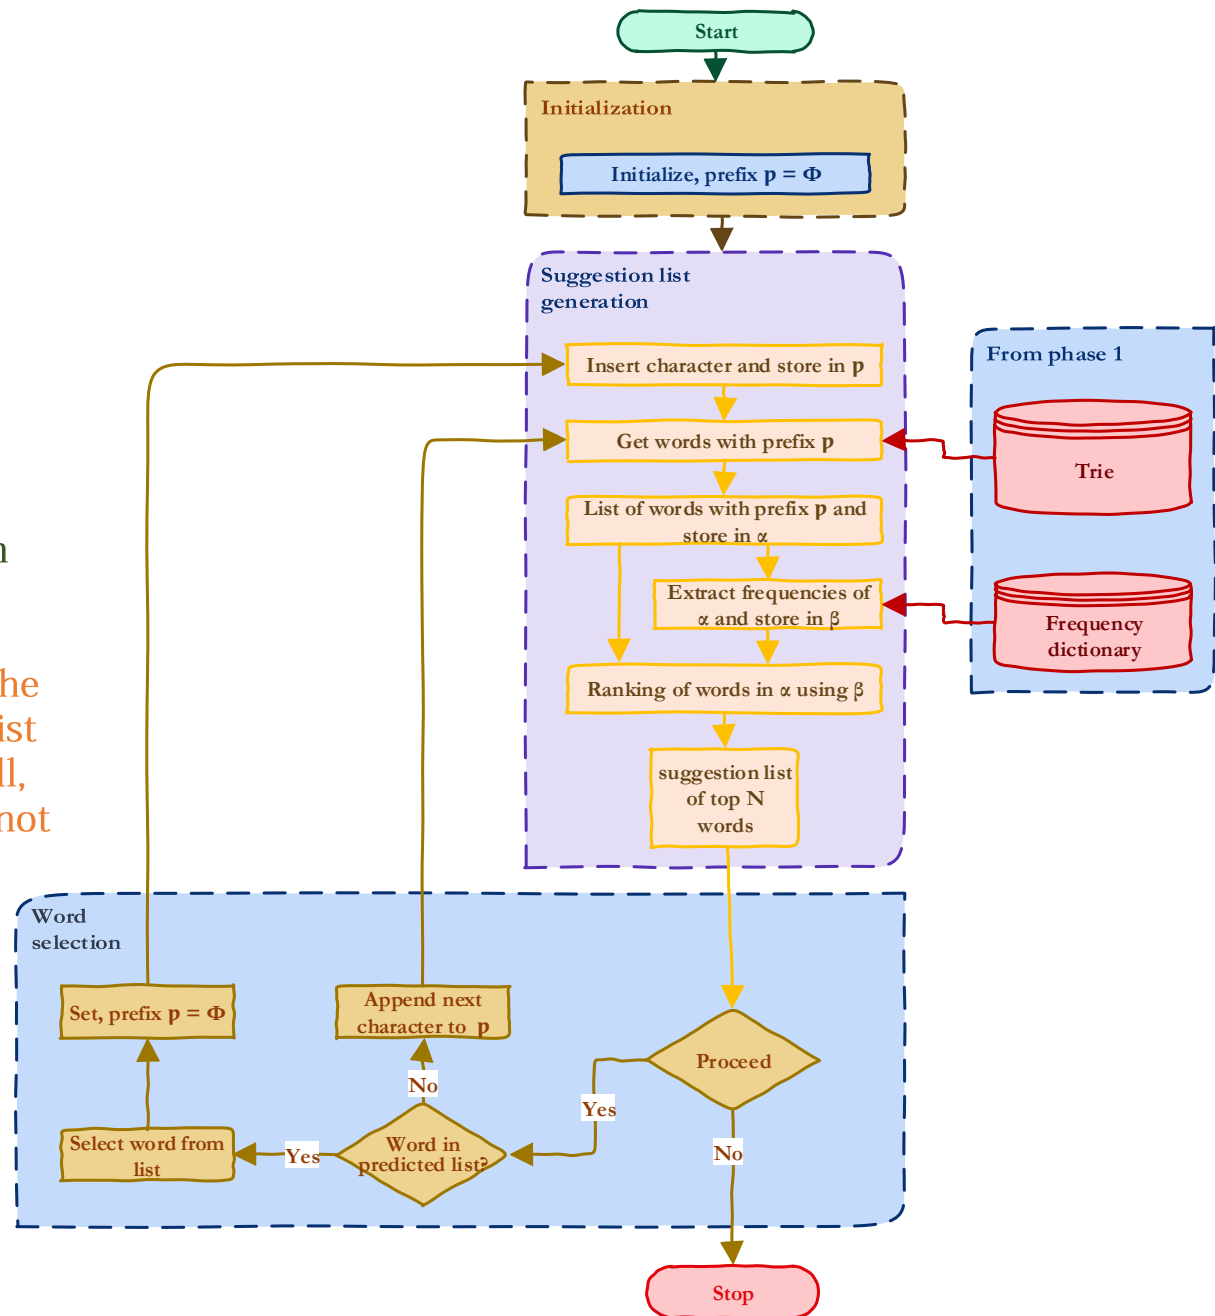 Start
Initialization
Initialize, prefix p = Φ
Suggestion list
generation
Insert character and store in p
Get words with prefix p
List of words with prefix p and
store in α
Extract frequencies of
α and store in β
Ranking of words in α using β
suggestion list
of top N
words
From phase 1
Trie
Frequency
dictionary
he
ist
ll,
not
Word
selection
Set, prefix p = Φ
Append next
character to p
Proceed
No
Yes
Select word from
list
Yes
Word in
predicted list?
No
Stop